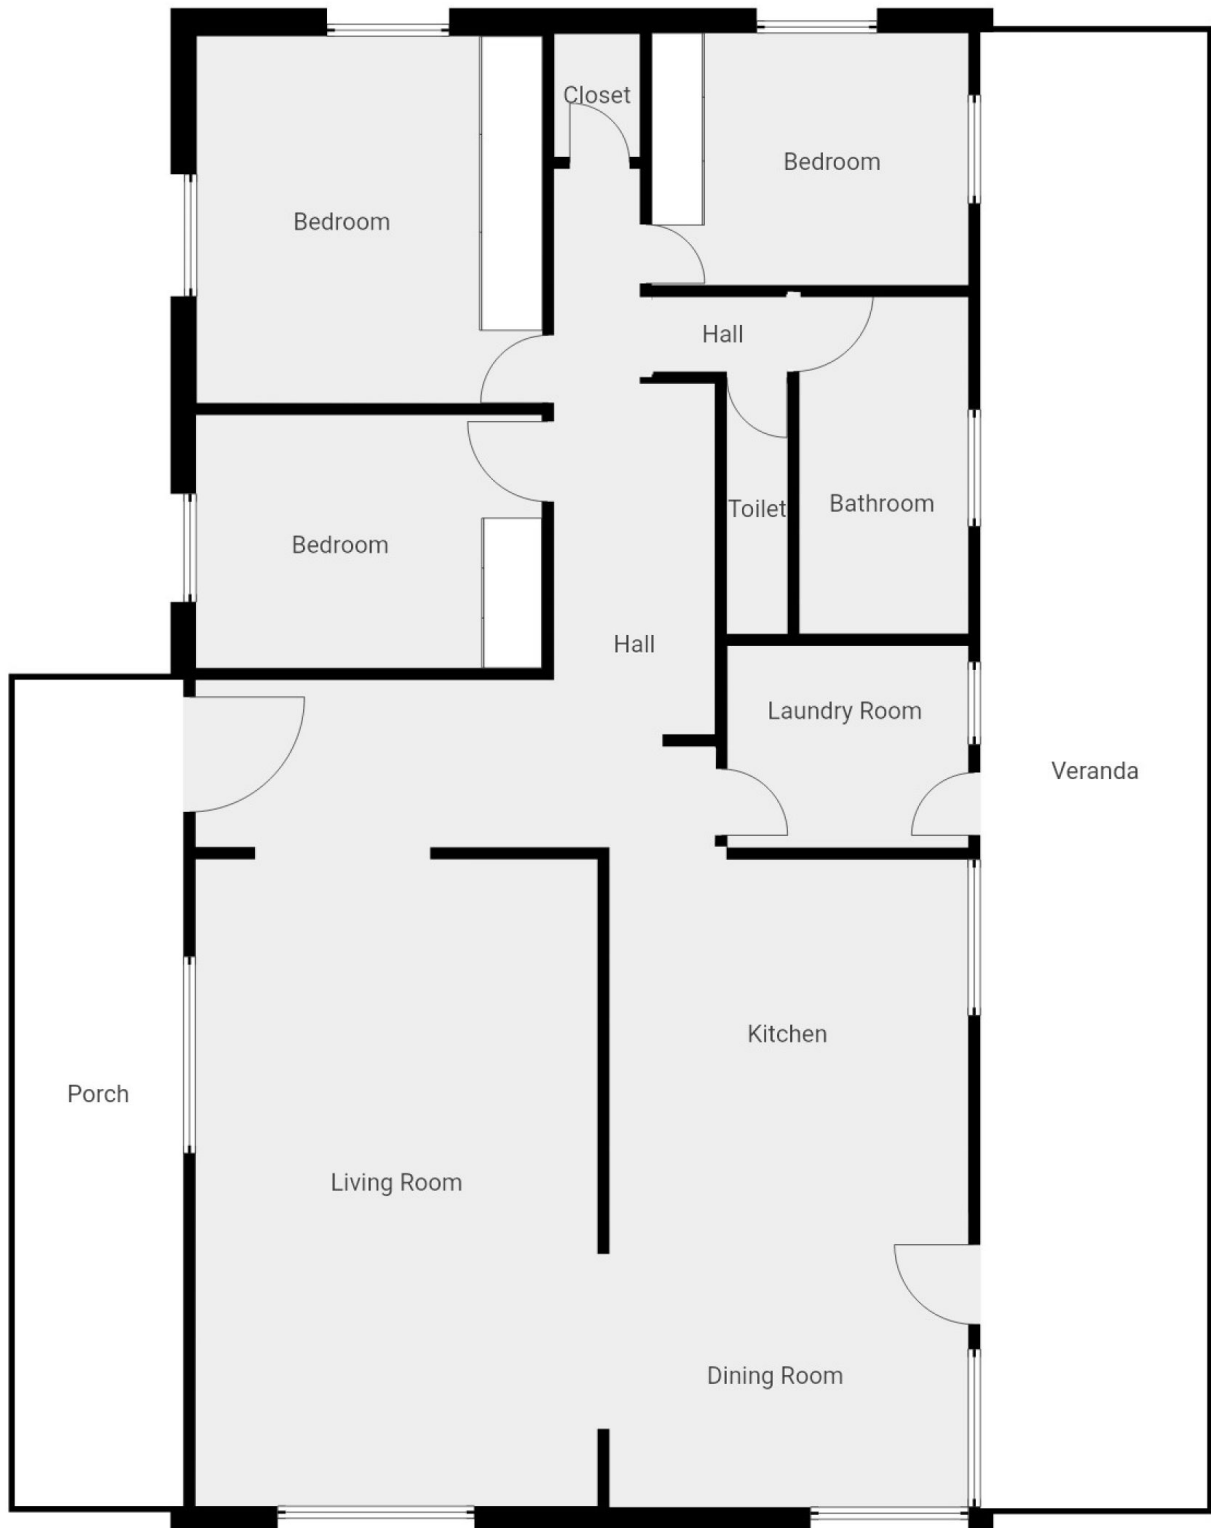 Closet
Bedroom
Bedroom
Hall
Toilet
Bathroom
Bedroom
Hall
Laundry Room
Veranda
Kitchen
Porch
Living Room
Dining Room